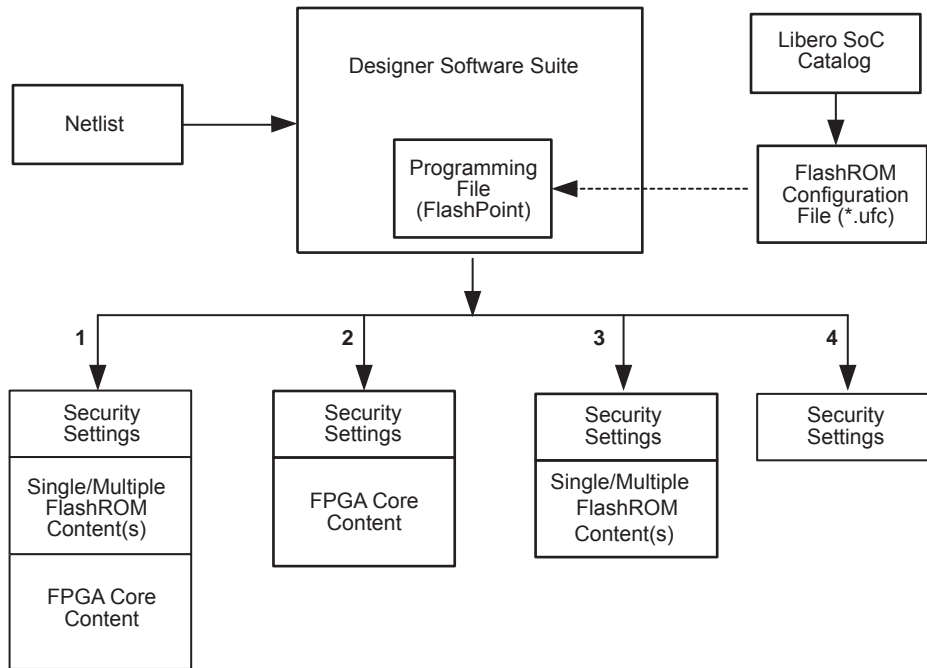 Designer Software Suite
Libero SoC
Catalog
Netlist
Programming
File
(FlashPoint)
FlashROM
Configuration
File (*.ufc)
1
2
3
4
Security
Settings
Single/Multiple
FlashROM
Content(s)
FPGA Core
Content
Security
Settings
FPGA Core
Content
Security
Settings
Single/Multiple
FlashROM
Content(s)
Security
Settings